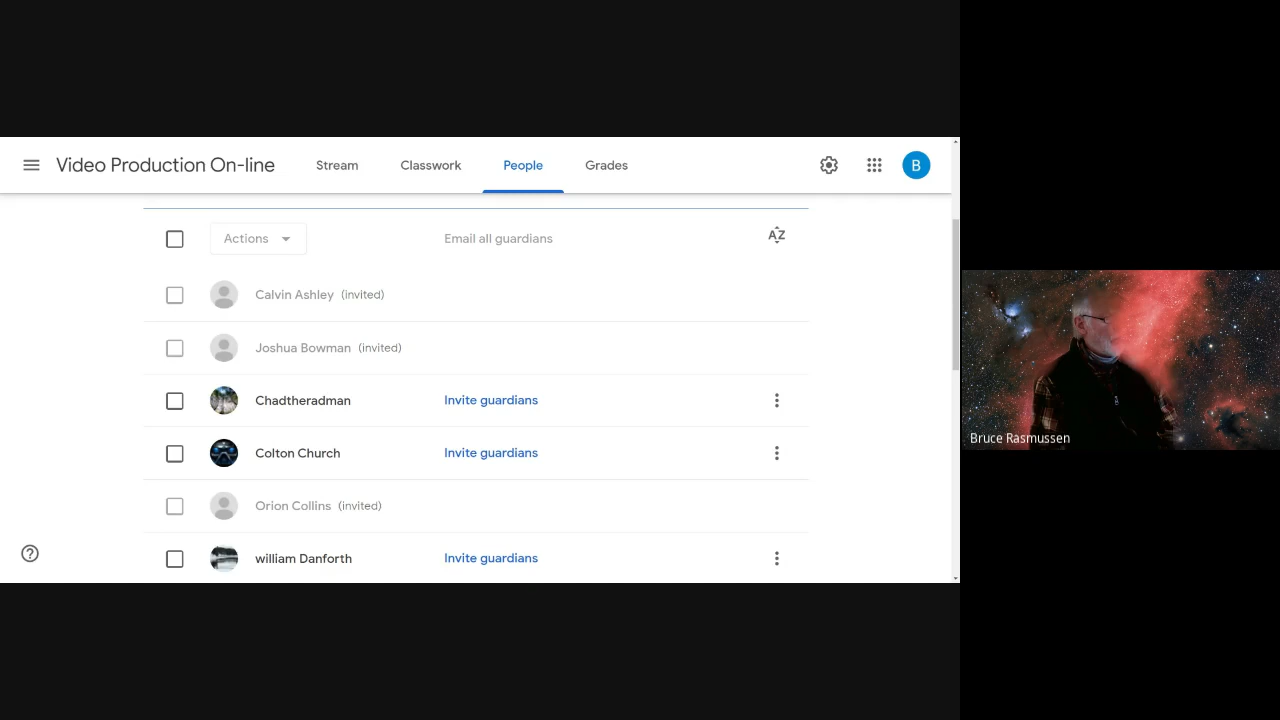 Video Production On-line Stream Classwork People Grades B
Actions Email all guardians AZ
Calvin Ashley (invited)
Joshua Bowman (invited)
Chadtheradman Invite guardians
Colton Church Invite guardians
Orion Collins (invited)
william Danforth Invite guardians
Bruce Rasmussen